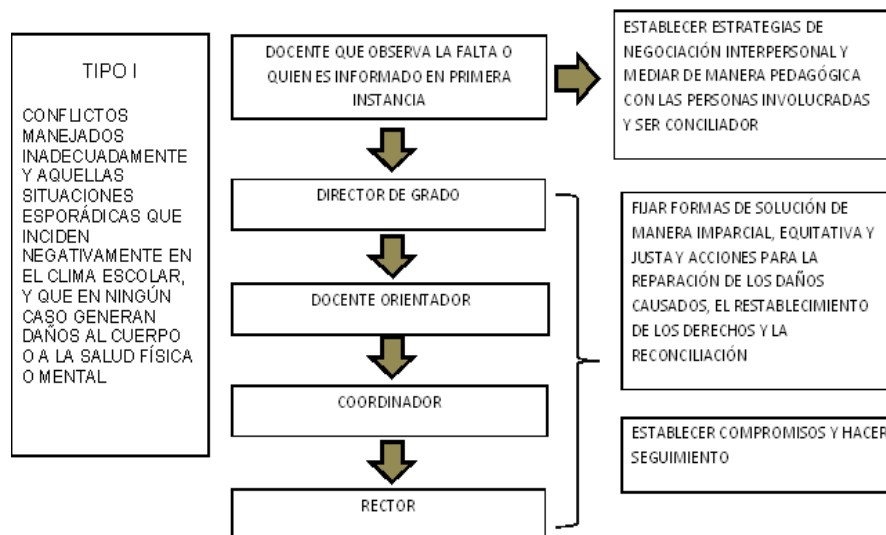 TIPO I
CONFLICTOS
MANEJADOS
INADECUADAMENTE
Y AQUELLAS
SITUACIONES
ESPORÁDICAS QUE
INCIDEN
NEGATIVAMENTE EN
EL CLIMA ESCOLAR,
Y QUE EN NINGÚN
CASO GENERAN
DAÑOS AL CUERPO
O A LA SALUD FÍSICA
O MENTAL
DOCENTE QUE OBSERVA LA FALTA O
QUIEN ES INFORMADO EN PRIMERA
INSTANCIA
ESTABLECER ESTRATEGIAS DE
NEGOCIACIÓN INTERPERSONAL Y
MEDIAR DE MANERA PEDAGÓGICA
CON LAS PERSONAS INVOLUCRADAS
Y SER CONCILIADOR
DIRECTOR DE GRADO
DOCENTE ORIENTADOR
COORDINADOR
RECTOR
FIJAR FORMAS DE SOLUCIÓN DE
MANERA IMPARCIAL, EQUITATIVA Y
JUSTA Y ACCIONES PARA LA
REPARACIÓN DE LOS DAÑOS
CAUSADOS, EL RESTABLECIMIENTO
DE LOS DERECHOS Y LA
RECONCILIACIÓN
ESTABLECER COMPROMISOS Y HACER
SEGUIMIENTO